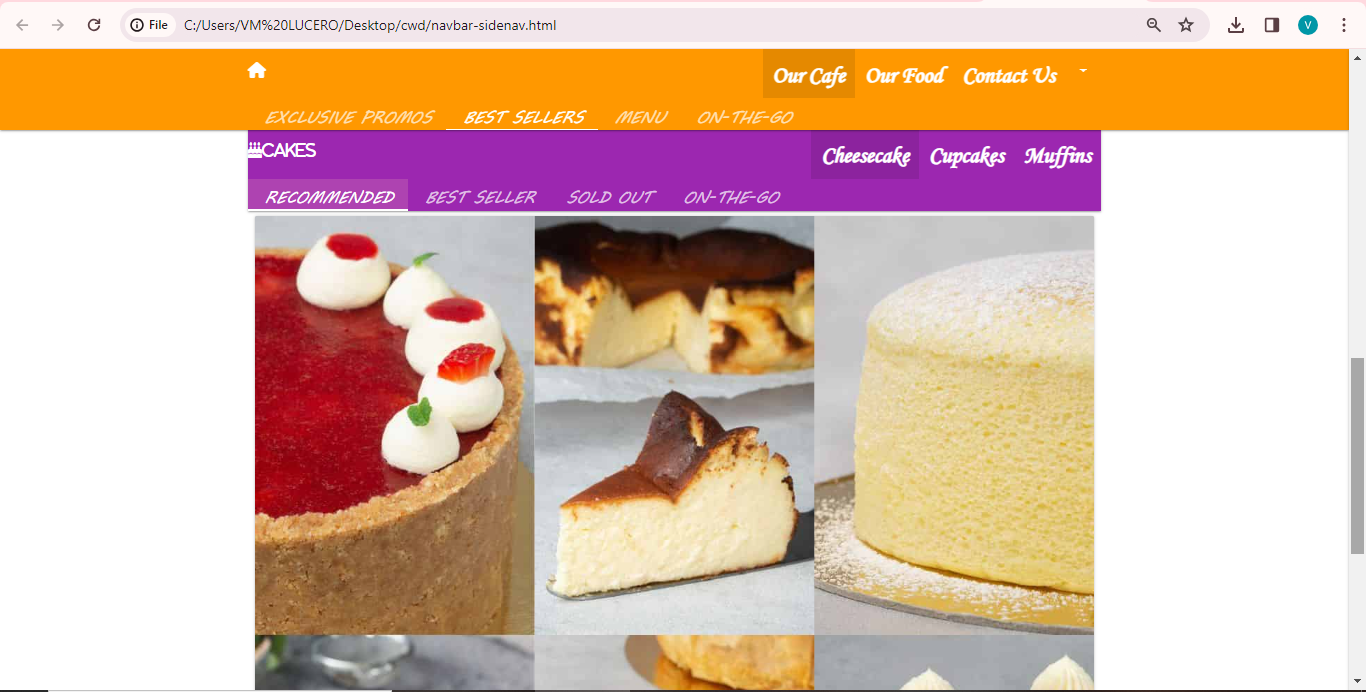 File C:/Users/VM%20LUCERO/Desktop/cwd/navbar-sidenav.html V
Our Cafe Our Food Contact Us
EXCLUSIVE PROMOS BEST SELLERS MENU ON-THE-GO
CAKES Cheesecake Cupcakes Muffins
RECOMMENDED BEST SELLER SOLD OUT ON-THE-GO